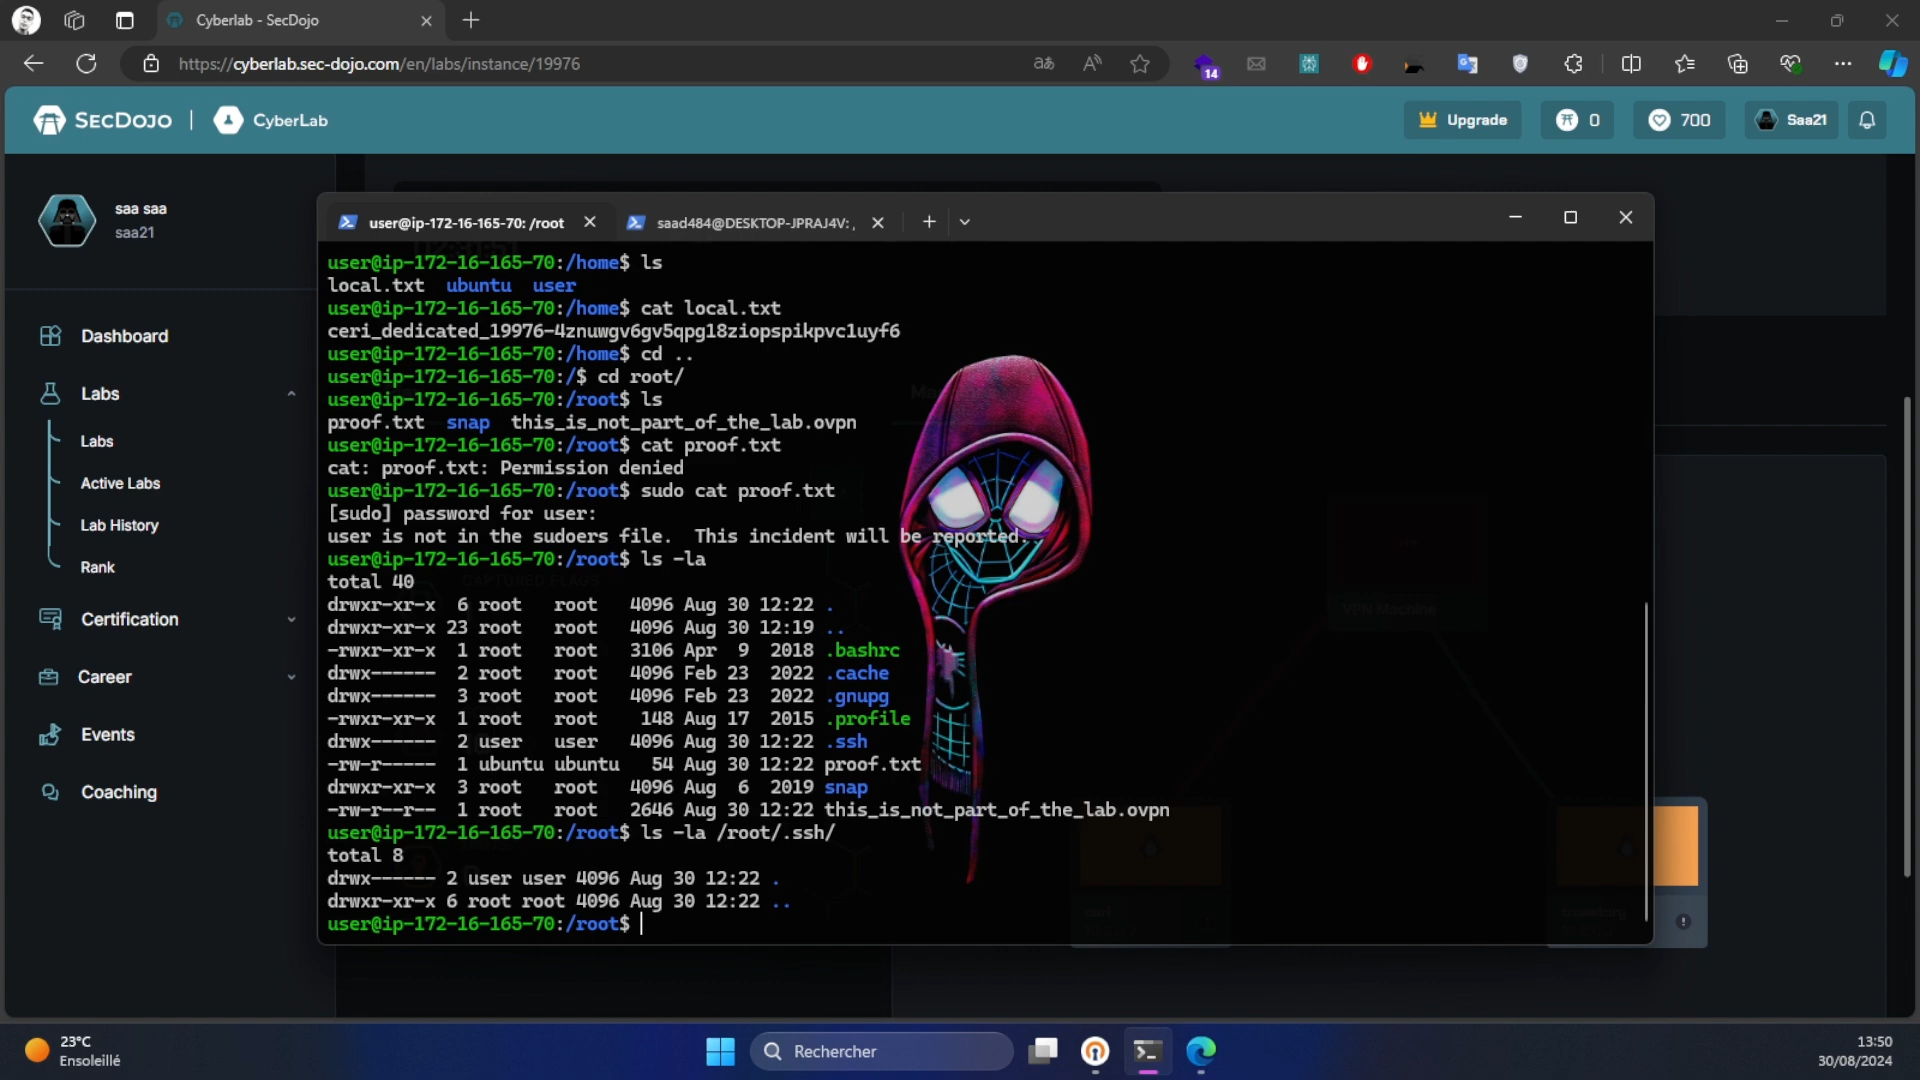 Cyberlab - SecDojo
https://cyberlab.sec-dojo.com/en/labs/instance/19976
14
SECDOJO | CyberLab
Upgrade
0
700
Saa21
saa saa
saa21
Dashboard
Labs
Labs
Active Labs
Lab History
Rank
Certification
Career
Events
Coaching
user@ip-172-16-165-70: /root
saad484@DESKTOP-JPRAJ4V: ,
user@ip-172-16-165-70:/home$ ls
local.txt ubuntu user
user@ip-172-16-165-70:/home$ cat local.txt
ceri_dedicated_19976-4znuwgv6gv5qpg18ziopspikpvc1uyf6
user@ip-172-16-165-70:/home$ cd ..
user@ip-172-16-165-70:/$ cd root/
user@ip-172-16-165-70:/root$ ls
proof.txt snap this_is_not_part_of_the_lab.ovpn
user@ip-172-16-165-70:/root$ cat proof.txt
cat: proof.txt: Permission denied
user@ip-172-16-165-70:/root$ sudo cat proof.txt
[sudo] password for user:
user is not in the sudoers file.  This incident will be reported.
user@ip-172-16-165-70:/root$ ls -la
total 40
drwxr-xr-x 6 root root 4096 Aug 30 12:22 .
drwxr-xr-x 23 root root 4096 Aug 30 12:19 ..
-rwxr-xr-x 1 root root 3106 Apr 9 2018 .bashrc
drwx------ 2 root root 4096 Feb 23 2022 .cache
drwx------ 3 root root 4096 Feb 23 2022 .gnupg
-rwxr-xr-x 1 root root 148 Aug 17 2015 .profile
drwx------ 2 user user 4096 Aug 30 12:22 .ssh
-rw-r----- 1 ubuntu ubuntu 54 Aug 30 12:22 proof.txt
drwxr-xr-x 3 root root 4096 Aug 6 2019 snap
-rw-r--r-- 1 root root 2646 Aug 30 12:22 this_is_not_part_of_the_lab.ovpn
user@ip-172-16-165-70:/root$ ls -la /root/.ssh/
total 8
drwx------ 2 user user 4096 Aug 30 12:22 .
drwxr-xr-x 6 root root 4096 Aug 30 12:22 ..
user@ip-172-16-165-70:/root$
VPN Machine
23°C
Ensoleillé
Rechercher
13:50
30/08/2024